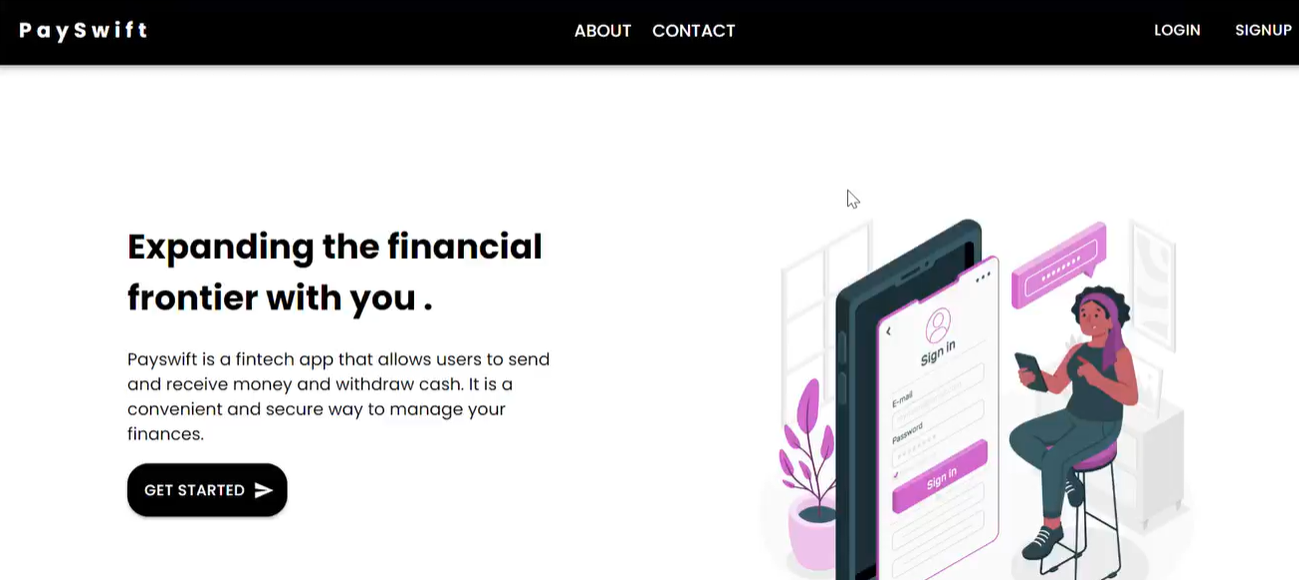 PaySwift
ABOUT
CONTACT
LOGIN
SIGNUP
Expanding the financial
frontier with you .
Payswift is a fintech app that allows users to send
and receive money and withdraw cash. It is a
convenient and secure way to manage your
finances.
GET STARTED
Sign in
E-mail
Password
Sign in